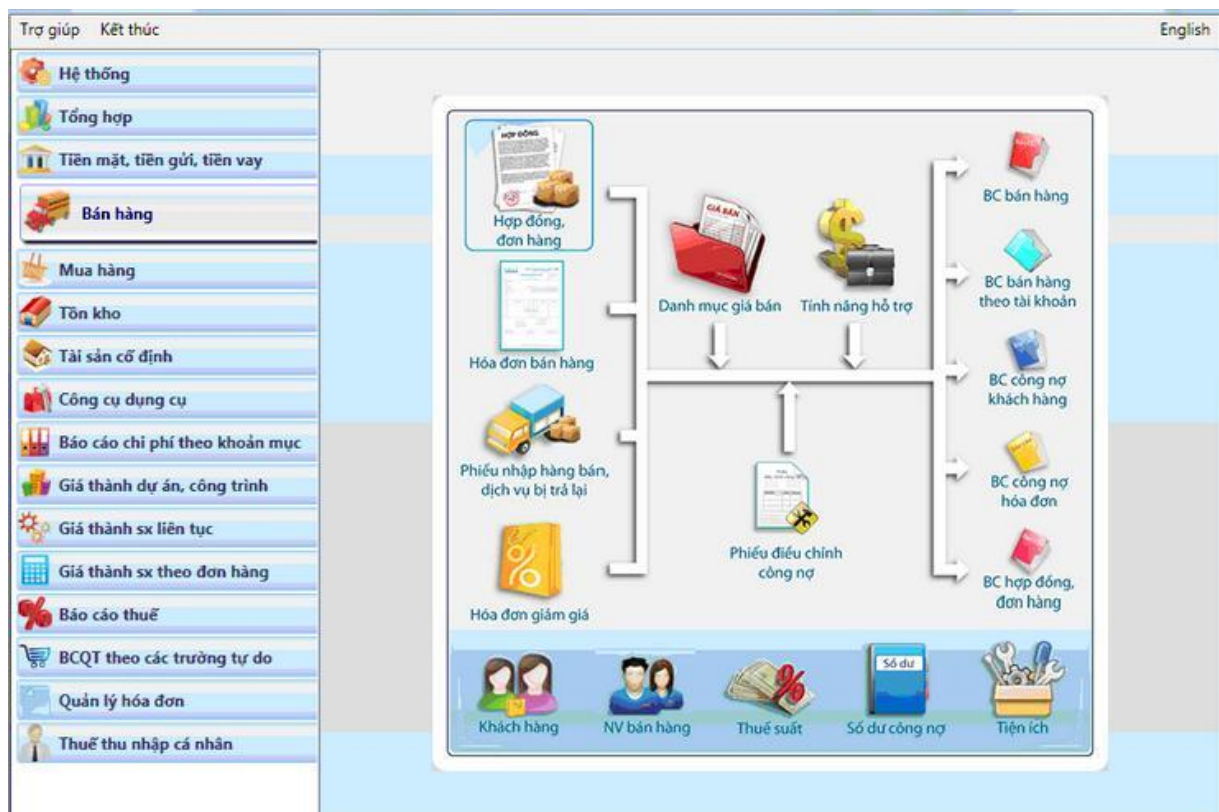 Trợ giúp Kết thúc English
Hệ thống
Tổng hợp
Tiền mặt, tiền gửi, tiền vay
Bán hàng
Mua hàng
Tồn kho
Tài sản cố định
Công cụ dụng cụ
Báo cáo chi phí theo khoản mục
Giá thành dự án, công trình
Giá thành sx liên tục
Giá thành sx theo đơn hàng
Báo cáo thuế
BCQT theo các trường tự do
Quản lý hóa đơn
Thuế thu nhập cá nhân
HỢP ĐỒNG
Hợp đồng,
đơn hàng
Hóa đơn bán hàng
Phiếu nhập hàng bán,
dịch vụ bị trả lại
Hóa đơn giảm giá
GIÁ BÁN
Danh mục giá bán
Tính năng hỗ trợ
Phiếu điều chỉnh
công nợ
BC bán hàng
BC bán hàng
theo tài khoản
BC công nợ
khách hàng
BC công nợ
hóa đơn
BC hợp đồng,
đơn hàng
Khách hàng
NV bán hàng
Thuế suất
Số dư
Số dư công nợ
Tiện ích